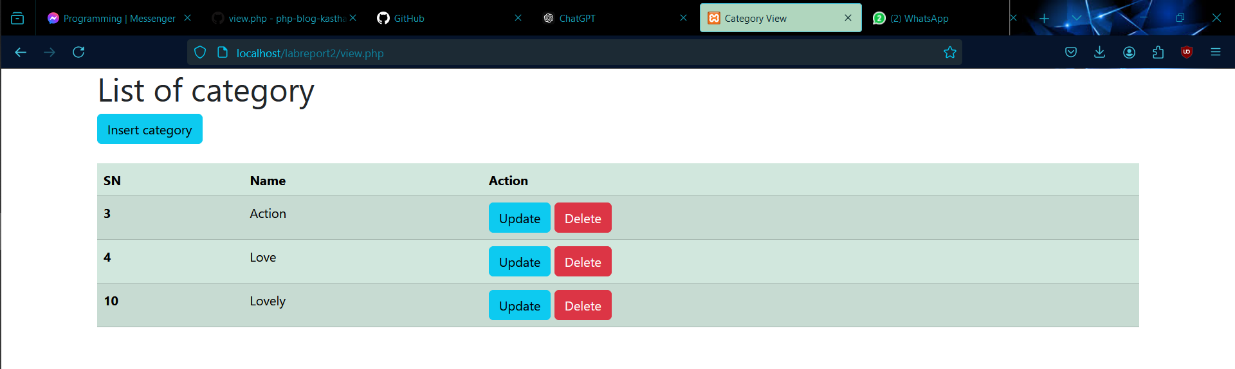 Programming | Messenger
view.php - php-blog-kastha
GitHub
ChatGPT
Category View
(2) WhatsApp
localhost/labreport2/view.php
List of category
Insert category
SN Name Action
3 Action Update Delete
4 Love Update Delete
10 Lovely Update Delete